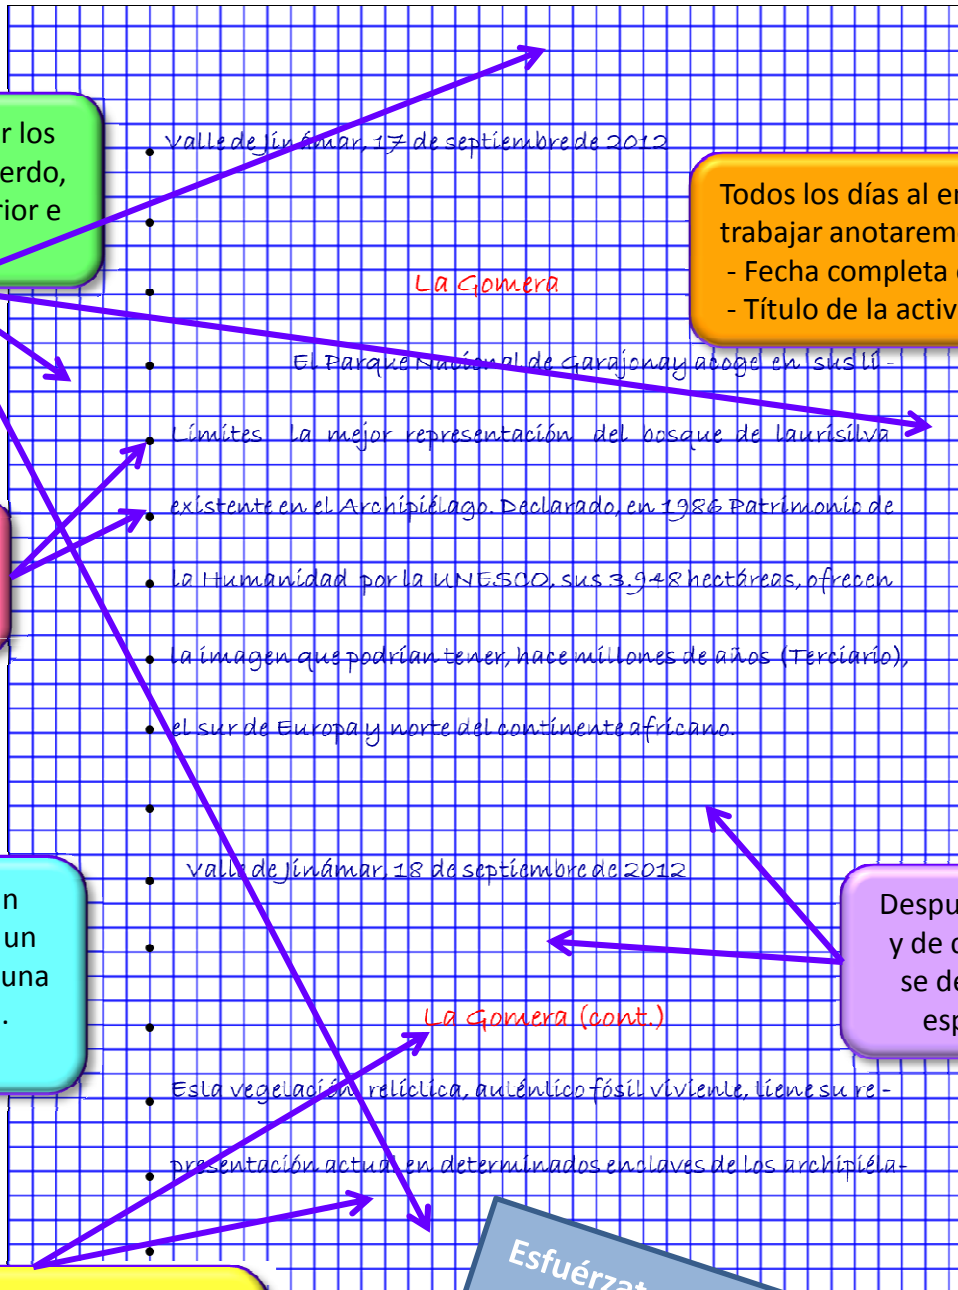 r los
erdo,
rior e
Valle de Jinámar, 17 de septiembre de 2012
Todos los días al e
trabajar anotarem
- Fecha completa
- Título de la activ
La Gomera
El Parque Nacional de Garajonay acoge en sus lí -
Límites la mejor representación del bosque de laurisilva
existente en el Archipiélago. Declarado, en 1986 Patrimonio de
la Humanidad por la UNESCO, sus 3.948 hectáreas, ofrecen
la imagen que podrían tener, hace millones de años (Terciario),
el sur de Europa y norte del continente africano.
Valle de Jinámar, 18 de septiembre de 2012
n
un
una
.
Despu
y de
se de
esp
La Gomera (cont.)
Esta vegetación relíctica, auténtico fósil viviente, tiene su re -
presentación actual en determinados enclaves de los archipiéla-
Esfuérzat